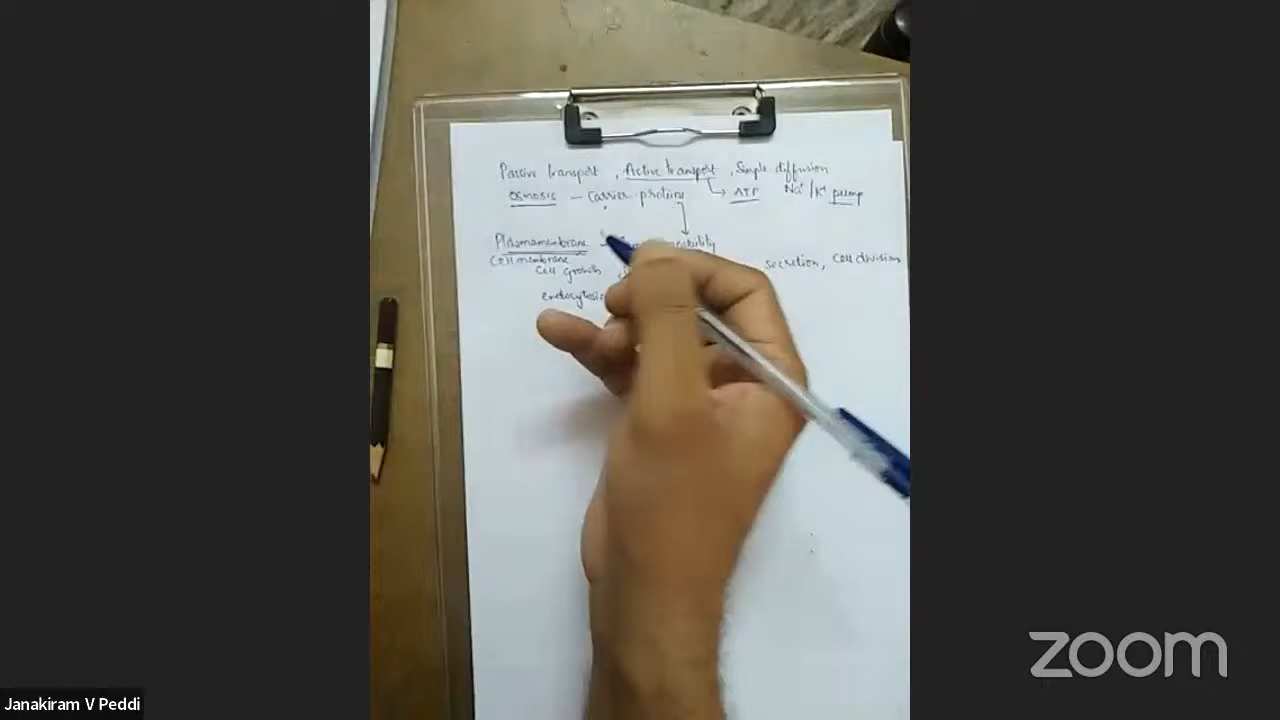 Passive transport , Active transport , Simple diffusion
Osmosis – Carrier proteins → ATP Na+ / K+ pump
Plasmamembrane
Cell membrane
Cell growth , secretion, Cell division
endocytosis
zoom
Janakiram V Peddi